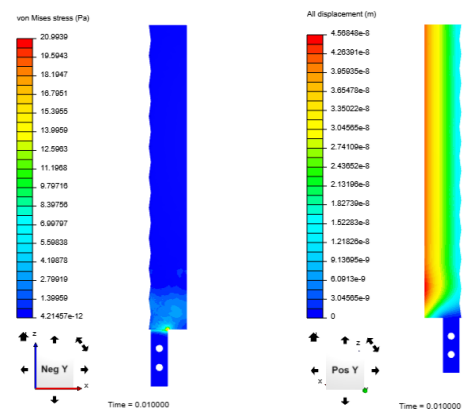 von Mises stress (Pa)
20.9939
19.5943
18.1947
16.7951
15.3955
13.9959
12.5963
11.1968
9.79716
8.39756
6.99797
5.59838
4.19878
2.79919
1.39959
4.21457e-12
z
Neg Y
x
Time = 0.010000
All displacement (m)
4.56848e-8
4.26391e-8
3.95935e-8
3.65478e-8
3.35022e-8
3.04565e-8
2.74109e-8
2.43652e-8
2.13196e-8
1.82739e-8
1.52283e-8
1.21826e-8
9.13695e-9
6.0913e-9
3.04565e-9
0
z
Pos Y
x
Time = 0.010000